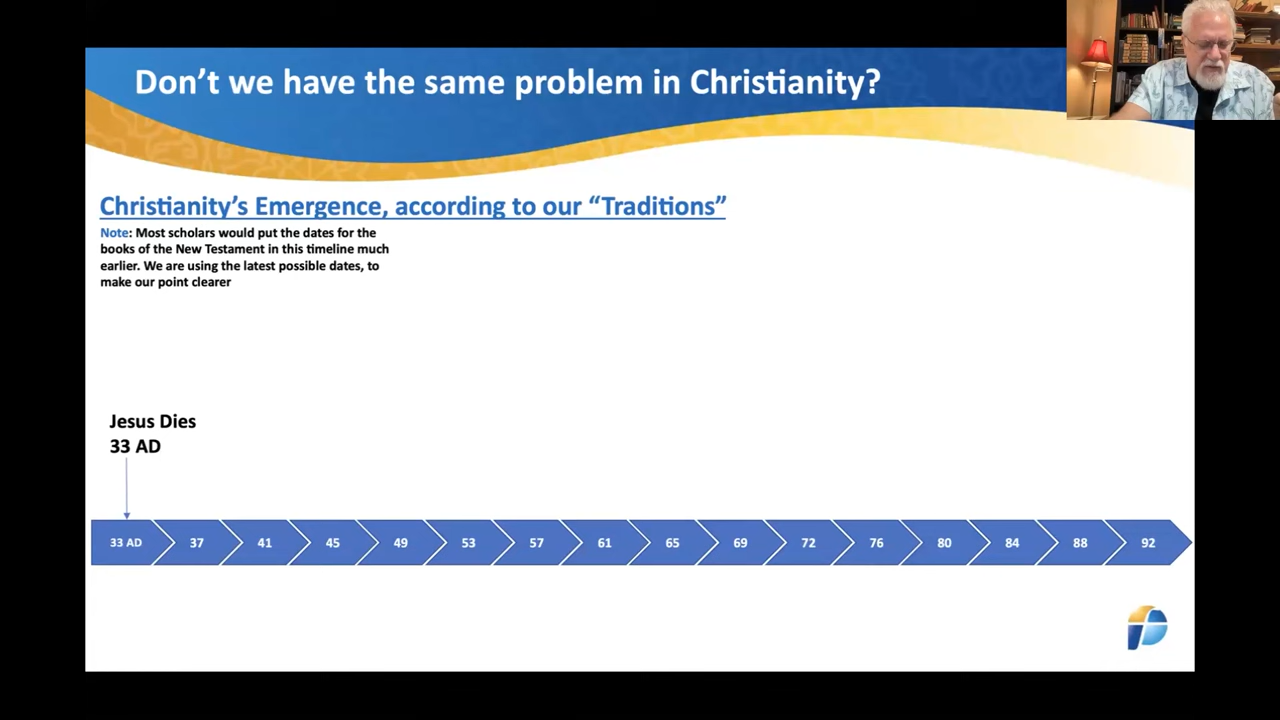 Don't we have the same problem in Christianity?
Christianity's Emergence, according to our “Traditions”
Note: Most scholars would put the dates for the
books of the New Testament in this timeline much
earlier. We are using the latest possible dates, to
make our point clearer
Jesus Dies
33 AD
33 AD 37 41 45 49 53 57 61 65 69 72 76 80 84 88 92